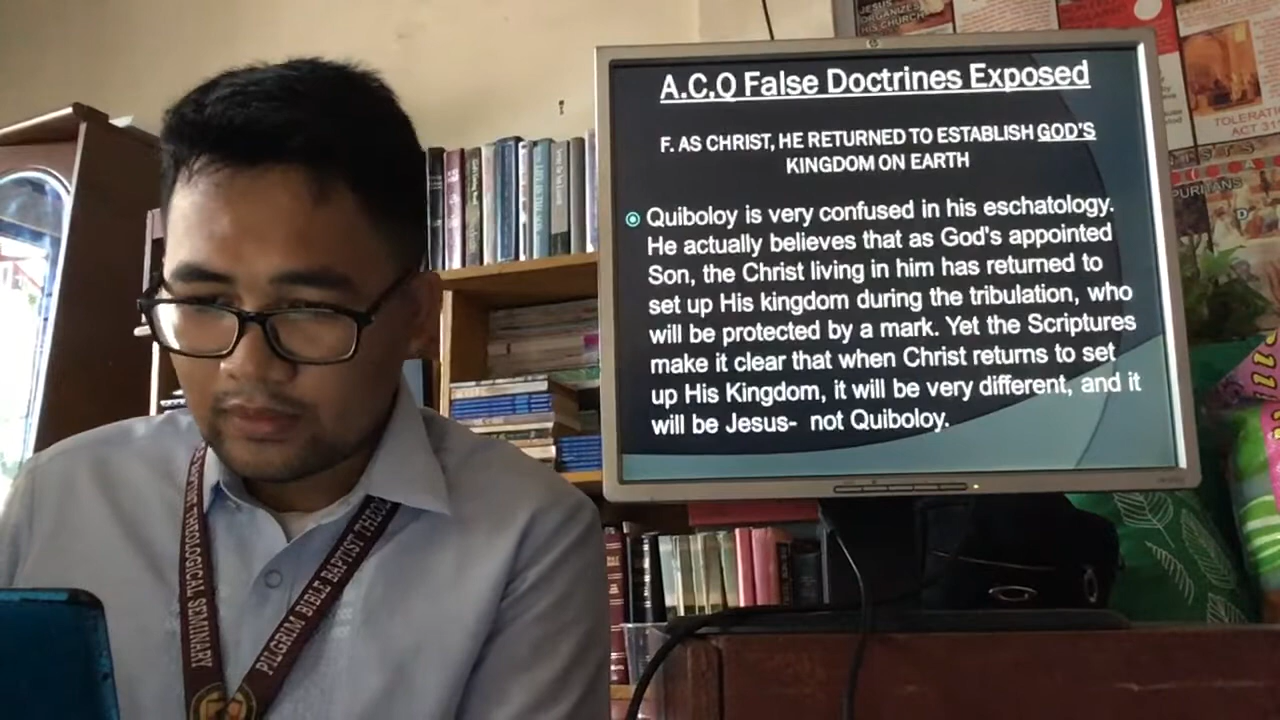 JESUS
ORGANIZES
HIS CHURCH
A.C,Q False Doctrines Exposed
F. AS CHRIST, HE RETURNED TO ESTABLISH GOD'S
KINGDOM ON EARTH
Quiboloy is very confused in his eschatology.
He actually believes that as God's appointed
Son, the Christ living in him has returned to
set up His kingdom during the tribulation, who
will be protected by a mark. Yet the Scriptures
make it clear that when Christ returns to set
up His Kingdom, it will be very different, and it
will be Jesus- not Quiboloy.
TOLERATI
ACT 31
PURITANS
THEOLOGICAL SEMINARY
PILGRIM BIBLE BAPTIST THEOLO